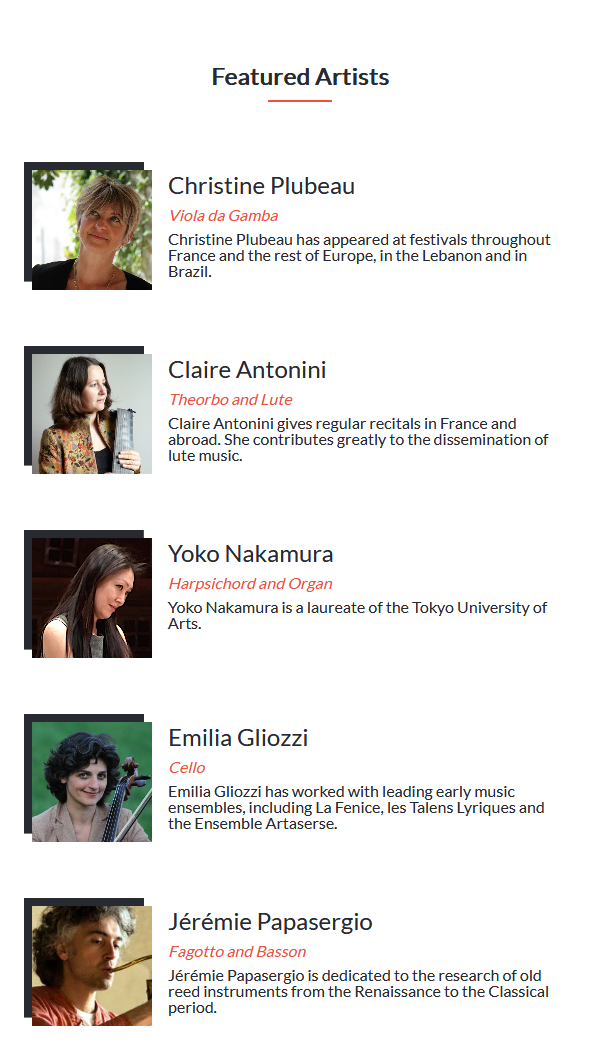 Featured Artists
Christine Plubeau
Viola da Gamba
Christine Plubeau has appeared at festivals throughout
France and the rest of Europe, in the Lebanon and in
Brazil.
Claire Antonini
Theorbo and Lute
Claire Antonini gives regular recitals in France and
abroad. She contributes greatly to the dissemination of
lute music.
Yoko Nakamura
Harpsichord and Organ
Yoko Nakamura is a laureate of the Tokyo University of
Arts.
Emilia Gliozzi
Cello
Emilia Gliozzi has worked with leading early music
ensembles, including La Fenice, les Talens Lyriques and
the Ensemble Artaserse.
Jérémie Papasergio
Fagotto and Basson
Jérémie Papasergio is dedicated to the research of old
reed instruments from the Renaissance to the Classical
period.